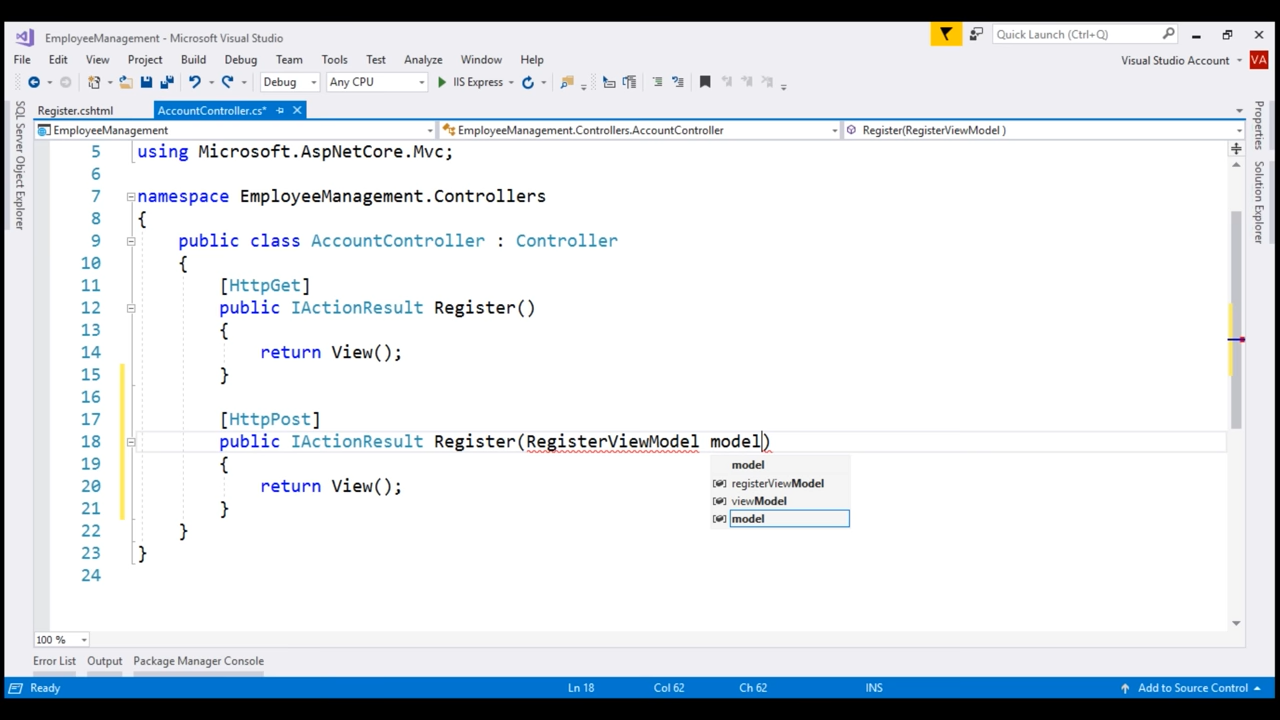 EmployeeManagement - Microsoft Visual Studio
Quick Launch (Ctrl+Q)
File Edit View Project Build Debug Team Tools Test Analyze Window Help
Visual Studio Account
VA
Debug Any CPU IIS Express
Register.cshtml AccountController.cs*
EmployeeManagement EmployeeManagement.Controllers.AccountController Register(RegisterViewModel )
SQL Server Object Explorer
Properties
Solution Explorer
5 using Microsoft.AspNetCore.Mvc;
6
7 namespace EmployeeManagement.Controllers
8 {
9 public class AccountController : Controller
10 {
11 [HttpGet]
12 public IActionResult Register()
13 {
14 return View();
15 }
16
17 [HttpPost]
18 public IActionResult Register(RegisterViewModel model)
19 {
20 return View();
21 }
22 }
23 }
24
model
registerViewModel
viewModel
model
100 %
Error List Output Package Manager Console
Ready Ln 18 Col 62 Ch 62 INS Add to Source Control